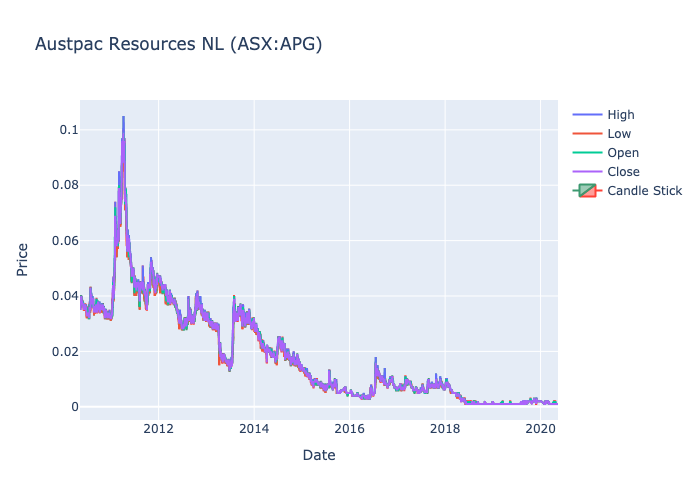 Austpac Resources NL (ASX:APG)
High
Low
Open
Close
Candle Stick
Price
0.1
0.08
0.06
0.04
0.02
0
2012
2014
2016
2018
2020
Date